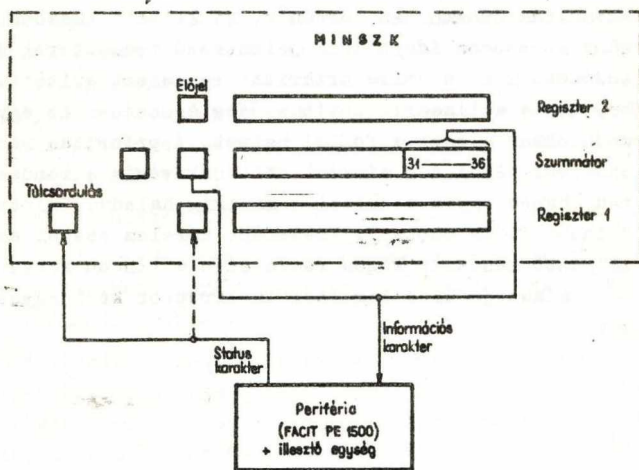 MINSZK
Előjel
Regiszter 2
31 36
Szummátor
Túlcsordulás
Regiszter 1
Status
karakter
Információs
karakter
Periféria
(FACIT PE 1500)
+ illesztő egység